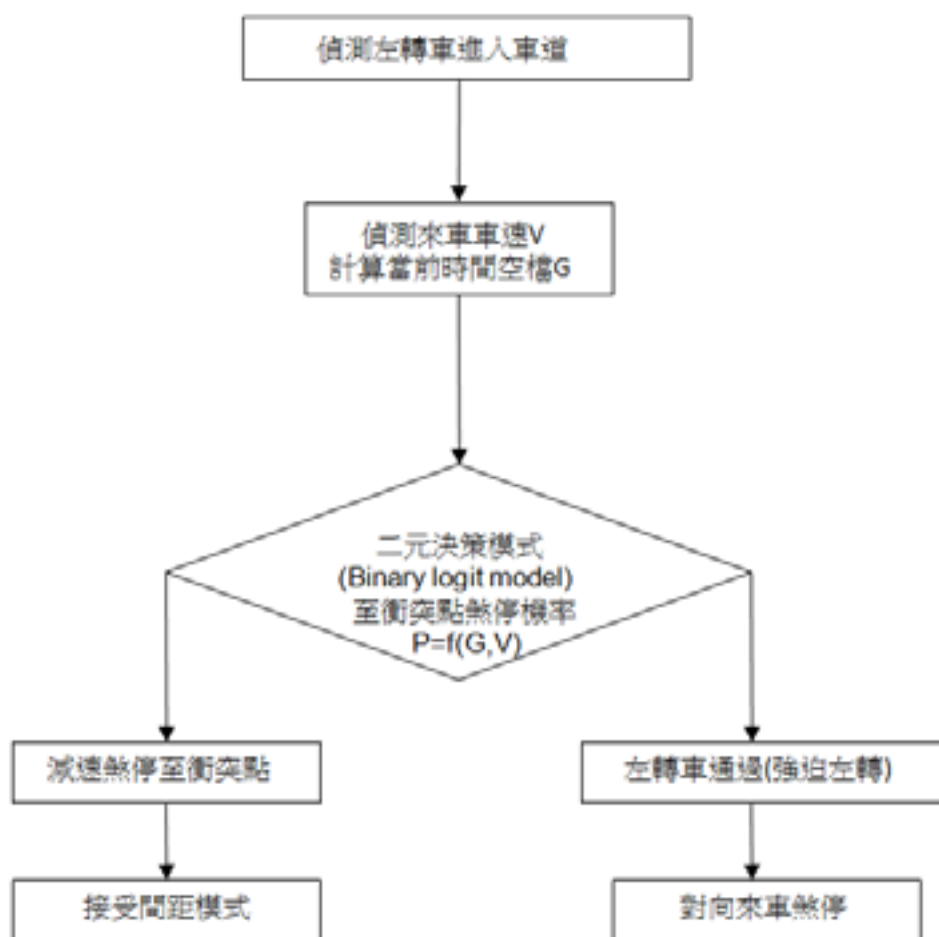 偵測左轉車進入車道
偵測來車車速V
計算當前時間空檔G
二元決策模式
(Binary logit model)
至衝突點煞停機率
P=f(G,V)
減速煞停至衝突點
左轉車通過(強迫左轉)
接受間距模式
對向來車煞停